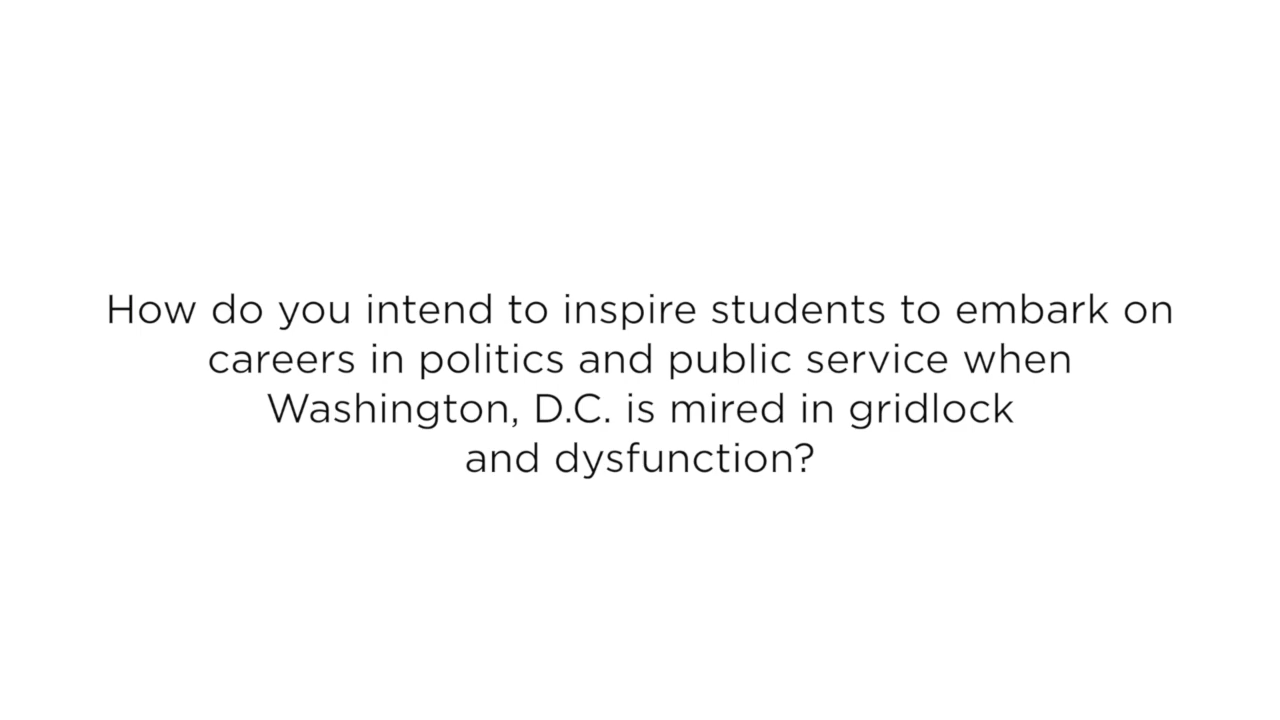 How do you intend to inspire students to embark on
careers in politics and public service when
Washington, D.C. is mired in gridlock
and dysfunction?